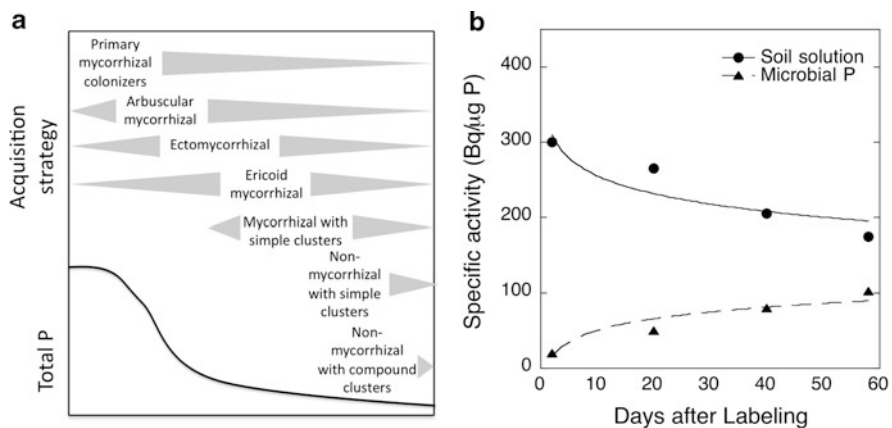 a
Primary
mycorrhizal
colonizers
Arbuscular
mycorrhizal
Ectomycorrhizal
Ericoid
mycorrhizal
Mycorrhizal with
simple clusters
Non-
mycorrhizal
with simple
clusters
Non-
mycorrhizal
with compound
clusters
Acquisition
strategy
Total P
b
Soil solution
Microbial P
Specific activity (Bq/µg P)
400
300
200
100
0
0 10 20 30 40 50 60
Days after Labeling